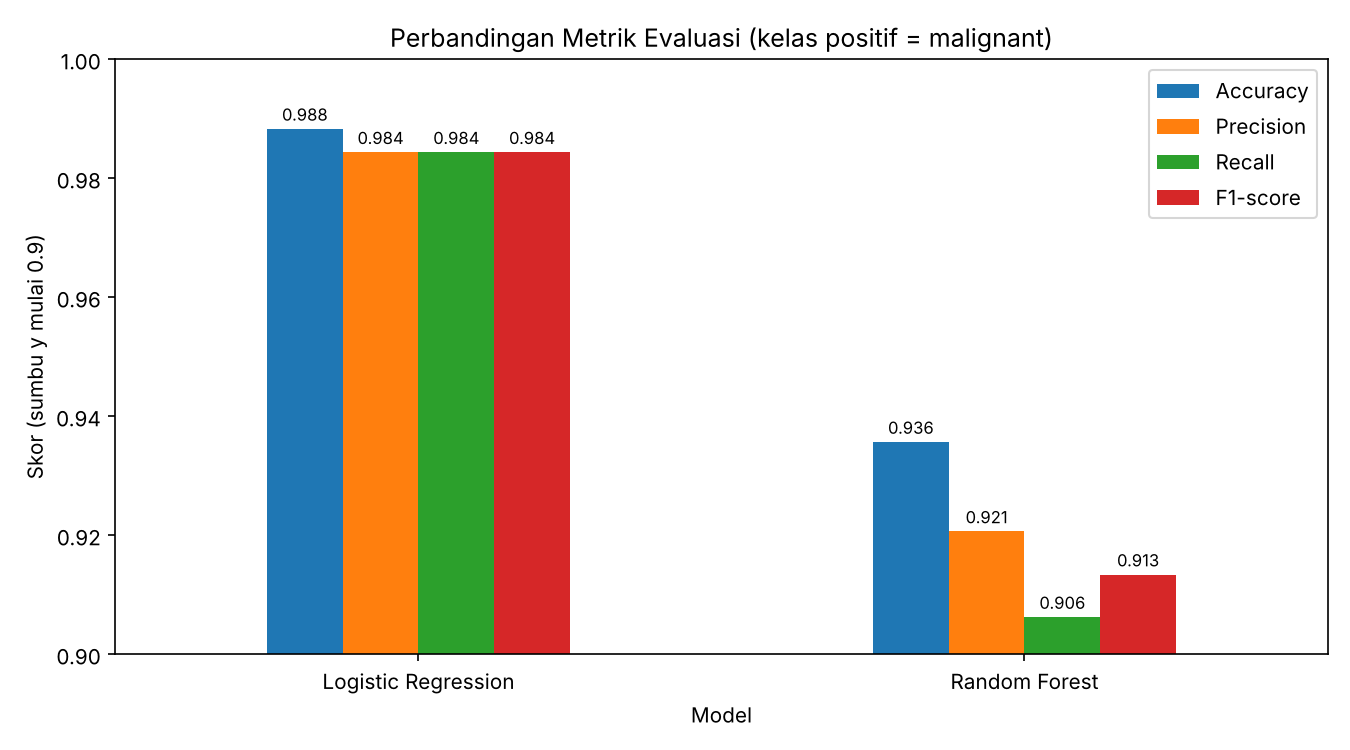 Perbandingan Metrik Evaluasi (kelas positif = malignant)
Skor (sumbu y mulai 0.9)
1.00
0.98
0.96
0.94
0.92
0.90
0.988
0.984
0.984
0.984
0.936
0.921
0.906
0.913
Accuracy
Precision
Recall
F1-score
Logistic Regression
Random Forest
Model